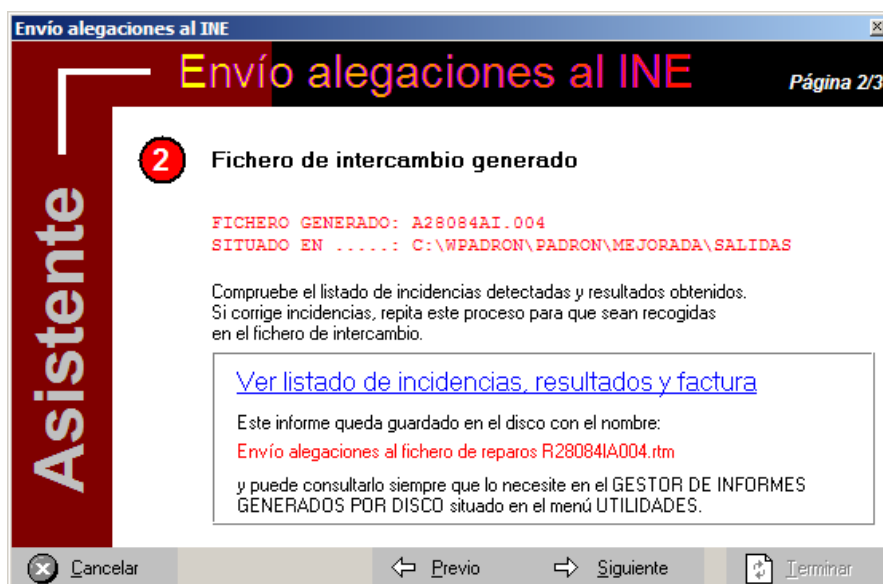 Envío alegaciones al INE
Envío alegaciones al INE
Página 2/3
Asistente
2
Fichero de intercambio generado
FICHERO GENERADO: A28084AI.004
SITUADO EN .....: C:\WPADRON\PADRON\MEJORADA\SALIDAS
Compruebe el listado de incidencias detectadas y resultados obtenidos.
Si corrige incidencias, repita este proceso para que sean recogidas
en el fichero de intercambio.
Ver listado de incidencias, resultados y factura
Este informe queda guardado en el disco con el nombre:
Envío alegaciones al fichero de reparos R28084IA004.rtm
y puede consultarlo siempre que lo necesite en el GESTOR DE INFORMES
GENERADOS POR DISCO situado en el menú UTILIDADES.
Cancelar
Previo
Siguiente
Terminar